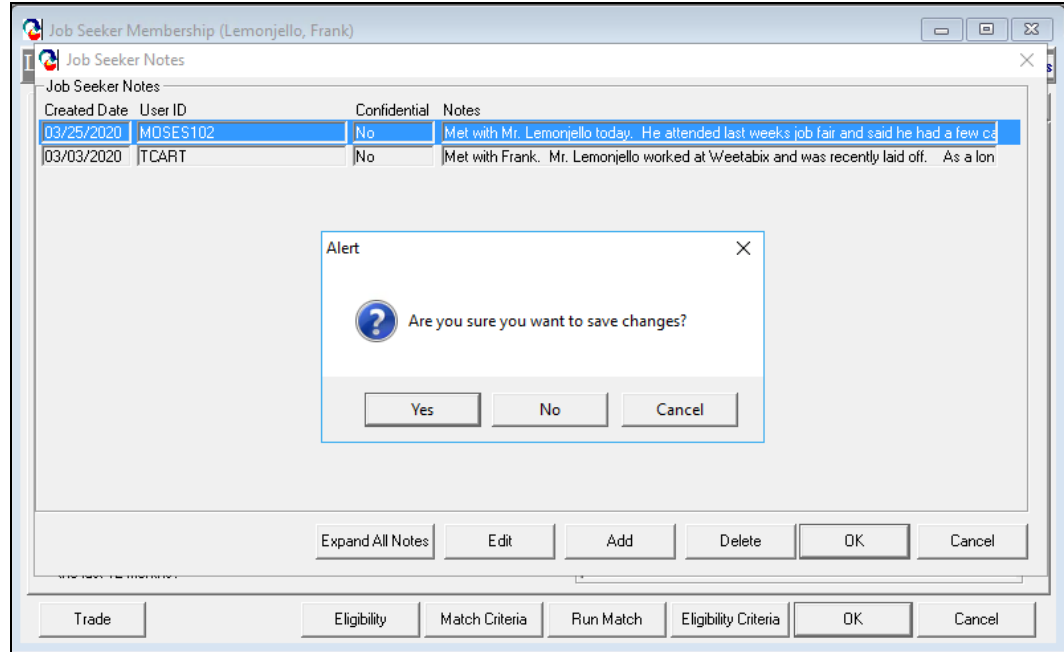 Job Seeker Membership (Lemonjello, Frank)
Job Seeker Notes
Job Seeker Notes
Created Date User ID Confidential Notes
03/25/2020 MOSES102 No Met with Mr. Lemonjello today. He attended last weeks job fair and said he had a few ca
03/03/2020 TCART No Met with Frank. Mr. Lemonjello worked at Weetabix and was recently laid off. As a lon
Alert
Are you sure you want to save changes?
Yes No Cancel
Expand All Notes Edit Add Delete OK Cancel
Trade Eligibility Match Criteria Run Match Eligibility Criteria OK Cancel